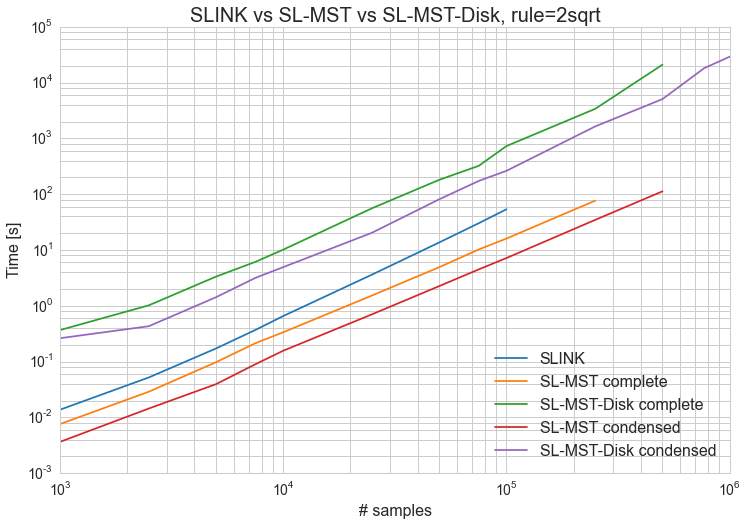 SLINK vs SL-MST vs SL-MST-Disk, rule=2sqrt
10^5
10^4
10^3
10^2
10^1
10^0
10^-1
10^-2
10^-3
Time [s]
SLINK
SL-MST complete
SL-MST-Disk complete
SL-MST condensed
SL-MST-Disk condensed
10^3 10^4 10^5 10^6
# samples